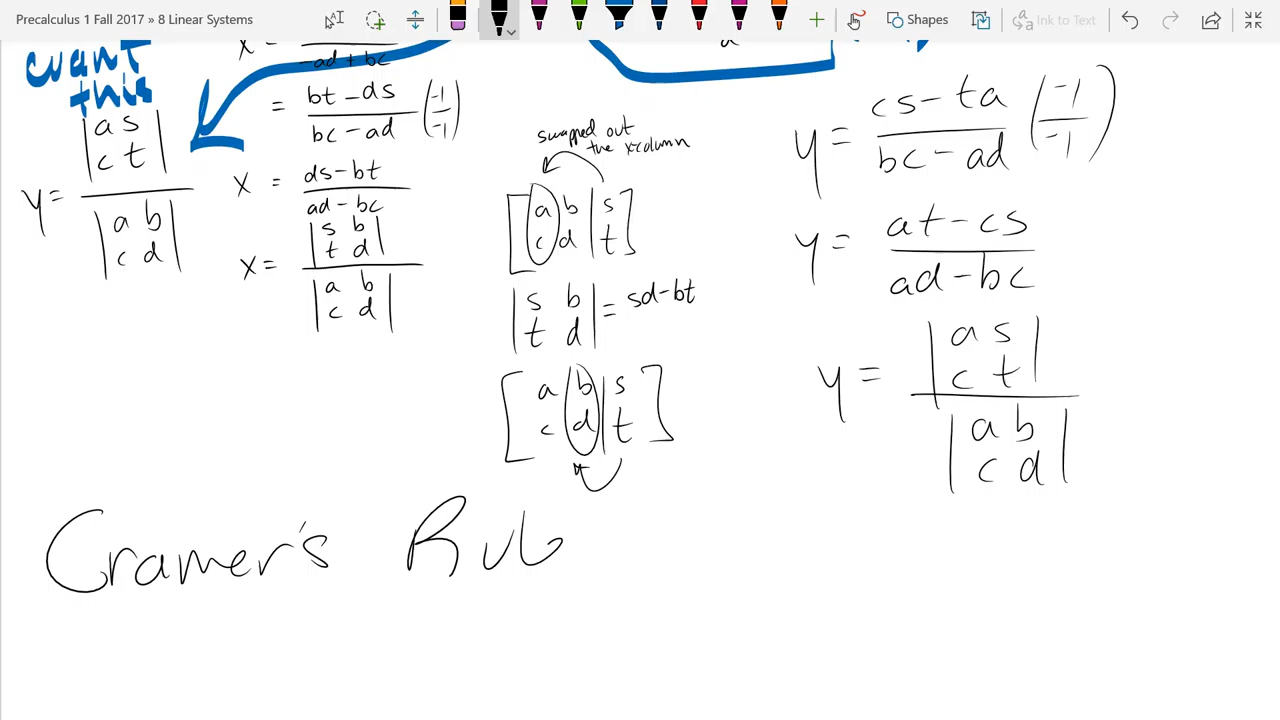 Precalculus 1 Fall 2017 » 8 Linear Systems
Shapes
Ink to Text
want
this
y = |a s
c t|
|a b
c d|
x =
-ad + bc
= bt - ds
bc - ad (-1
-1)
x = ds - bt
ad - bc
x = |s b
t d|
|a b
c d|
swapped out
the x-column
[a b | s
c d | t]
|s b
t d| = sd - bt
[a b | s
c d | t]
y = cs - ta
bc - ad (-1
-1)
y = at - cs
ad - bc
y = |a s
c t|
|a b
c d|
Cramer's